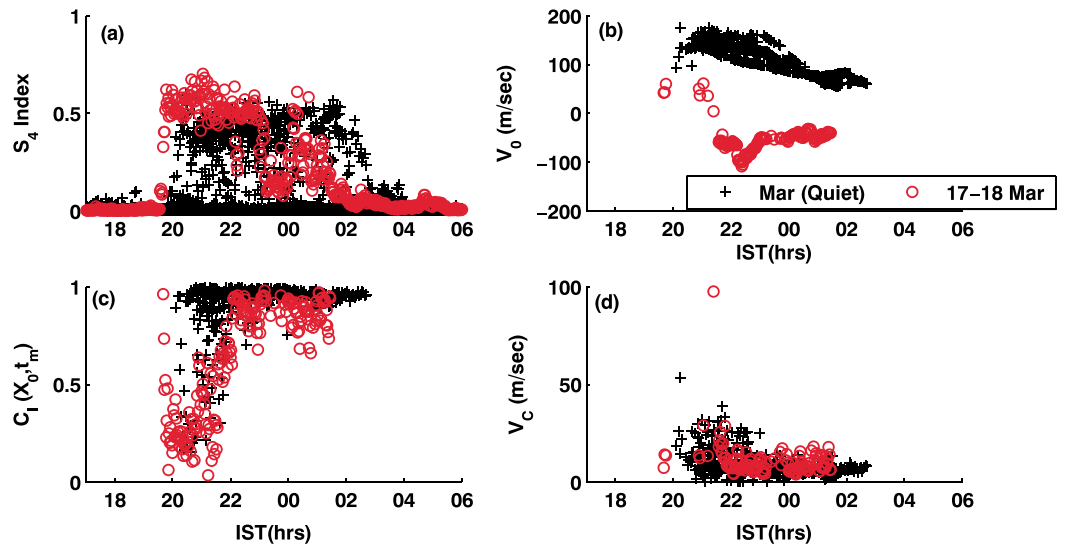 (a)
S4 Index
1
0.5
0
18 20 22 00 02 04 06
(b)
V0 (m/sec)
200
100
0
−100
−200
Mar (Quiet) 17−18 Mar
18 20 22 00 02 04 06
IST(hrs)
(c)
CI (X0,tm)
1
0.5
0
18 20 22 00 02 04 06
IST(hrs)
(d)
VC (m/sec)
100
50
0
18 20 22 00 02 04 06
IST(hrs)